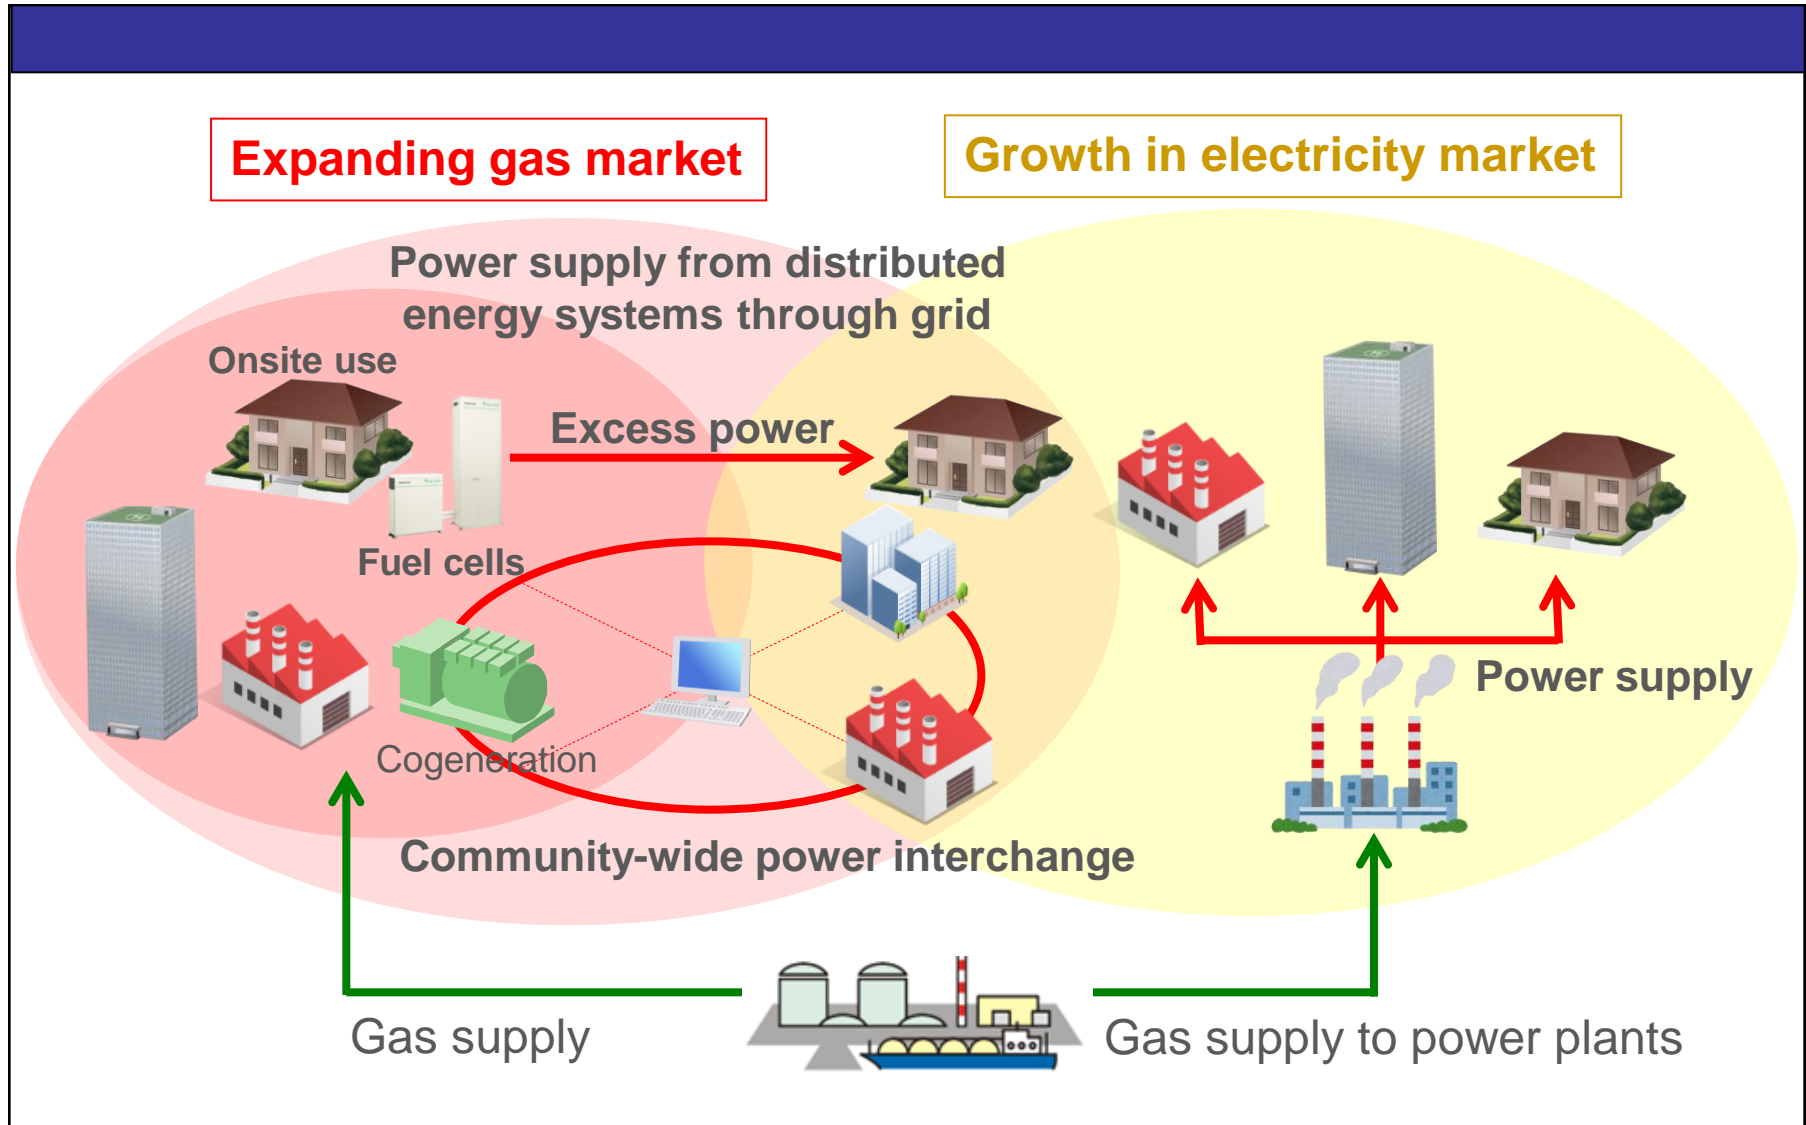 Expanding gas market
Growth in electricity market
Power supply from distributed
energy systems through grid
Onsite use
Excess power
Fuel cells
Cogeneration
Power supply
Community-wide power interchange
Gas supply
Gas supply to power plants